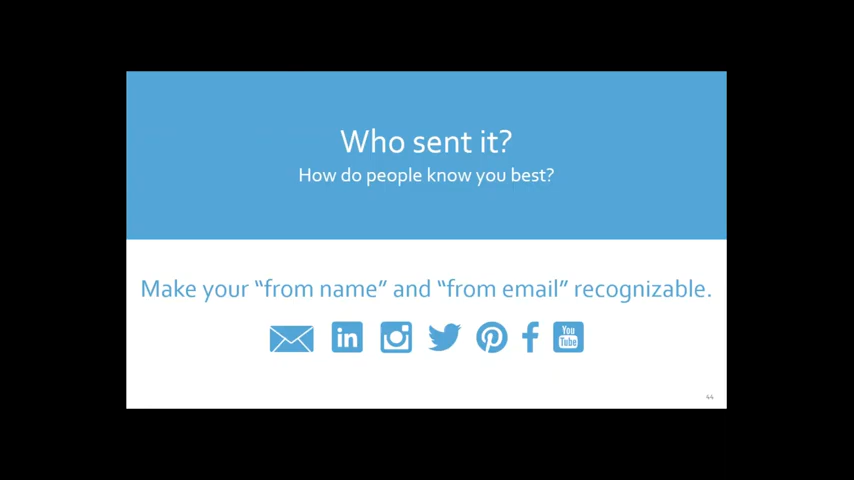 Who sent it?
How do people know you best?
Make your “from name” and “from email” recognizable.
in
You
Tube
44